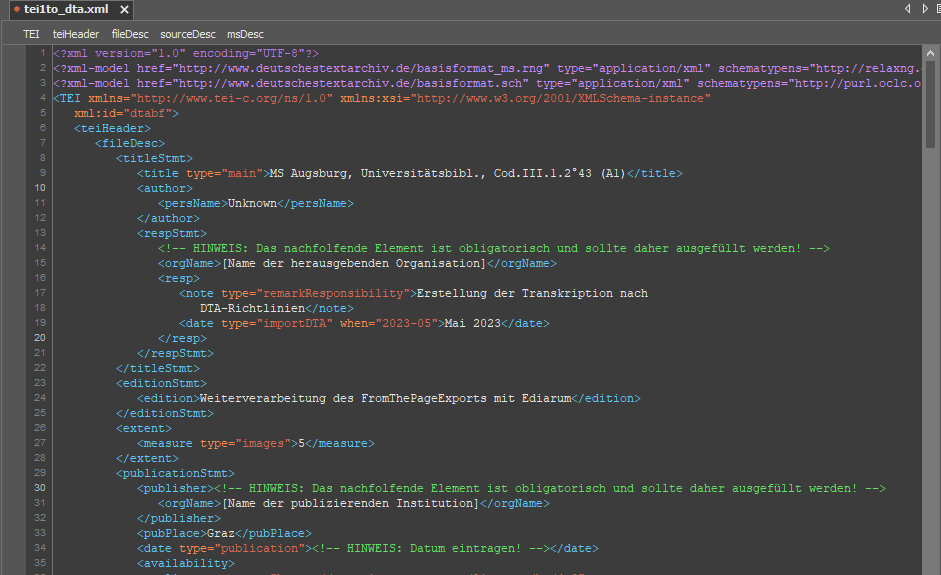 tei1to_dta.xml
TEI teiHeader fileDesc sourceDesc msDesc
1 <?xml version="1.0" encoding="UTF-8"?>
2 <?xml-model href="http://www.deutschestextarchiv.de/basisformat_ms.rng" type="application/xml" schematypens="http://relaxng.
3 <?xml-model href="http://www.deutschestextarchiv.de/basisformat.sch" type="application/xml" schematypens="http://purl.oclc.o
4 <TEI xmlns="http://www.tei-c.org/ns/1.0" xmlns:xsi="http://www.w3.org/2001/XMLSchema-instance"
5 xml:id="dtabf">
6 <teiHeader>
7 <fileDesc>
8 <titleStmt>
9 <title type="main">MS Augsburg, Universitätsbibl., Cod.III.1.2°43 (A1)</title>
10 <author>
11 <persName>Unknown</persName>
12 </author>
13 <respStmt>
14 <!-- HINWEIS: Das nachfolfende Element ist obligatorisch und sollte daher ausgefüllt werden! -->
15 <orgName>[Name der herausgebenden Organisation]</orgName>
16 <resp>
17 <note type="remarkResponsibility">Erstellung der Transkription nach
18 DTA-Richtlinien</note>
19 <date type="importDTA" when="2023-05">Mai 2023</date>
20 </resp>
21 </respStmt>
22 </titleStmt>
23 <editionStmt>
24 <edition>Weiterverarbeitung des FromThePageExports mit Ediarum</edition>
25 </editionStmt>
26 <extent>
27 <measure type="images">5</measure>
28 </extent>
29 <publicationStmt>
30 <publisher><!-- HINWEIS: Das nachfolfende Element ist obligatorisch und sollte daher ausgefüllt werden! -->
31 <orgName>[Name der publizierenden Institution]</orgName>
32 </publisher>
33 <pubPlace>Graz</pubPlace>
34 <date type="publication"><!-- HINWEIS: Datum eintragen! --></date>
35 <availability>